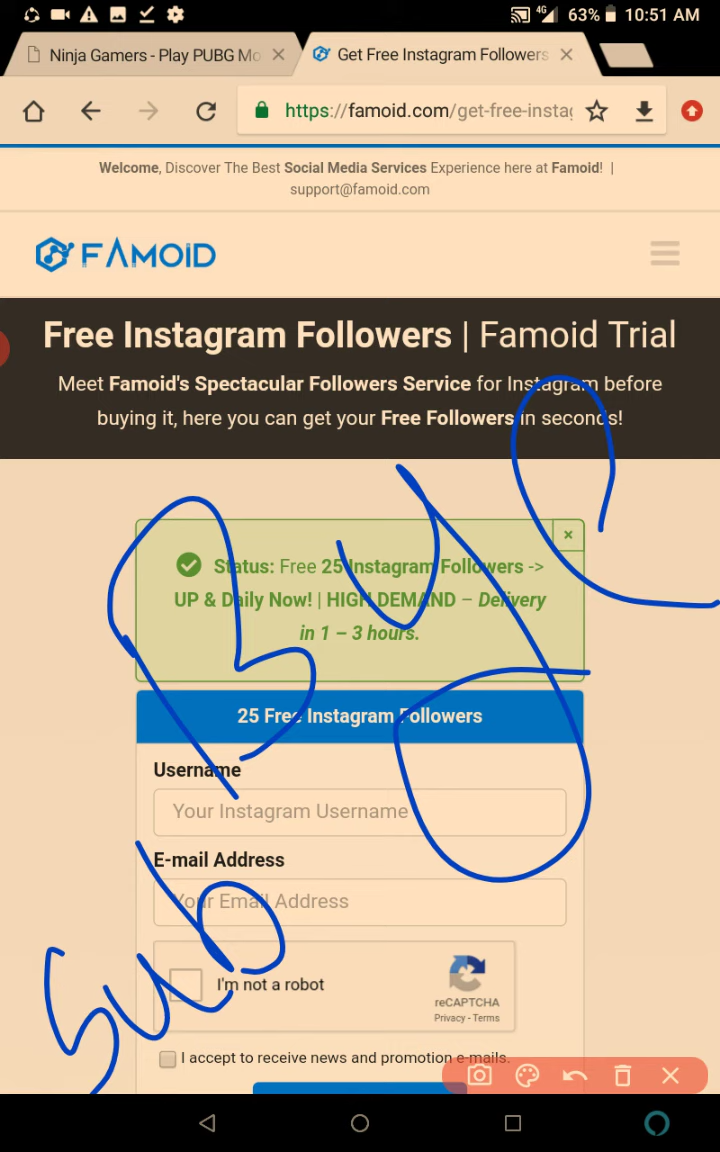 63% 10:51 AM
4G
Ninja Gamers - Play PUBG Mo
Get Free Instagram Followers
https://famoid.com/get-free-insta
Welcome, Discover The Best Social Media Services Experience here at Famoid! |
support@famoid.com
FAMOID
Free Instagram Followers | Famoid Trial
Meet Famoid's Spectacular Followers Service for Instagram before
buying it, here you can get your Free Followers in seconds!
Status: Free 25 Instagram Followers ->
UP & Daily Now! | HIGH DEMAND – Delivery
in 1 – 3 hours.
25 Free Instagram Followers
Username
Your Instagram Username
E-mail Address
Your Email Address
I'm not a robot
reCAPTCHA
Privacy - Terms
I accept to receive news and promotion e-mails.
Bye
Sub